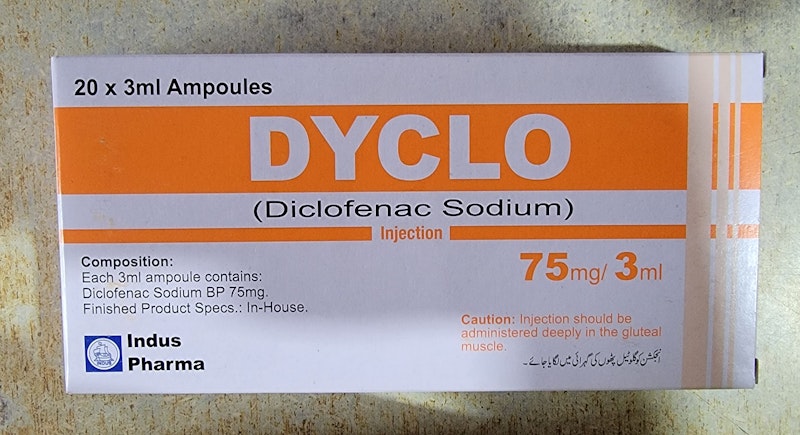 20 x 3ml Ampoules
DYCLO
(Diclofenac Sodium)
Injection
Composition:
Each 3ml ampoule contains:
Diclofenac Sodium BP 75mg.
Finished Product Specs.: In-House.
75mg/ 3ml
Caution: Injection should be
administered deeply in the gluteal
muscle.
انجکشن کو گلوٹیل پٹھوں کی گہرائی میں لگایا جائے۔
INDUS
Indus
Pharma